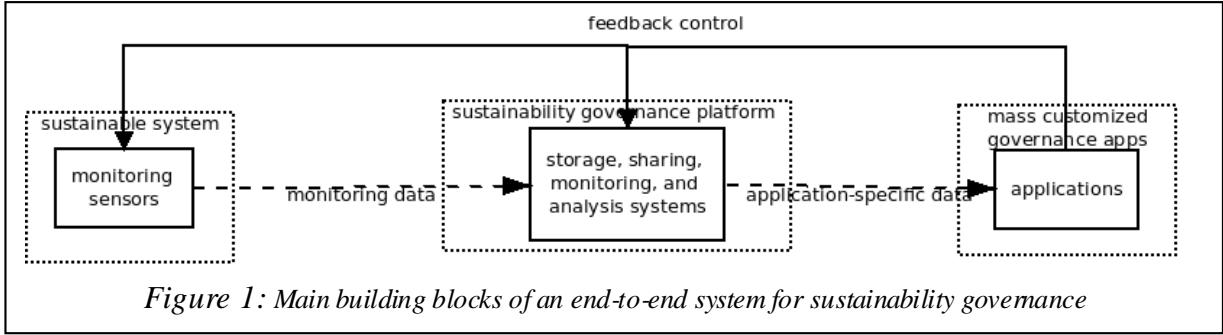 feedback control
sustainable system
sustainability governance platform
mass customized
governance apps
monitoring
sensors
monitoring data
storage, sharing,
monitoring, and
analysis systems
application-specific data
applications
Figure 1: Main building blocks of an end-to-end system for sustainability governance